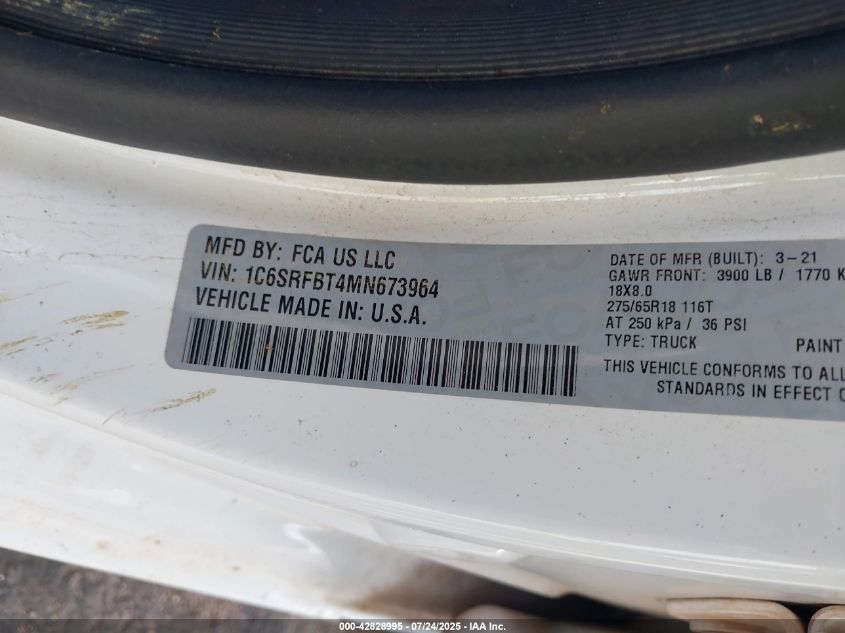 MFD BY: FCA US LLC
VIN: 1C6SRFBT4MN673964
VEHICLE MADE IN: U.S.A.
DATE OF MFR (BUILT): 3-21
GAWR FRONT: 3900 LB / 1770 K
18X8.0
275/65R18 116T
AT 250 kPa / 36 PSI
TYPE: TRUCK PAINT
THIS VEHICLE CONFORMS TO ALL
STANDARDS IN EFFECT O
000-42828995 - 07/24/2025 - IAA Inc.